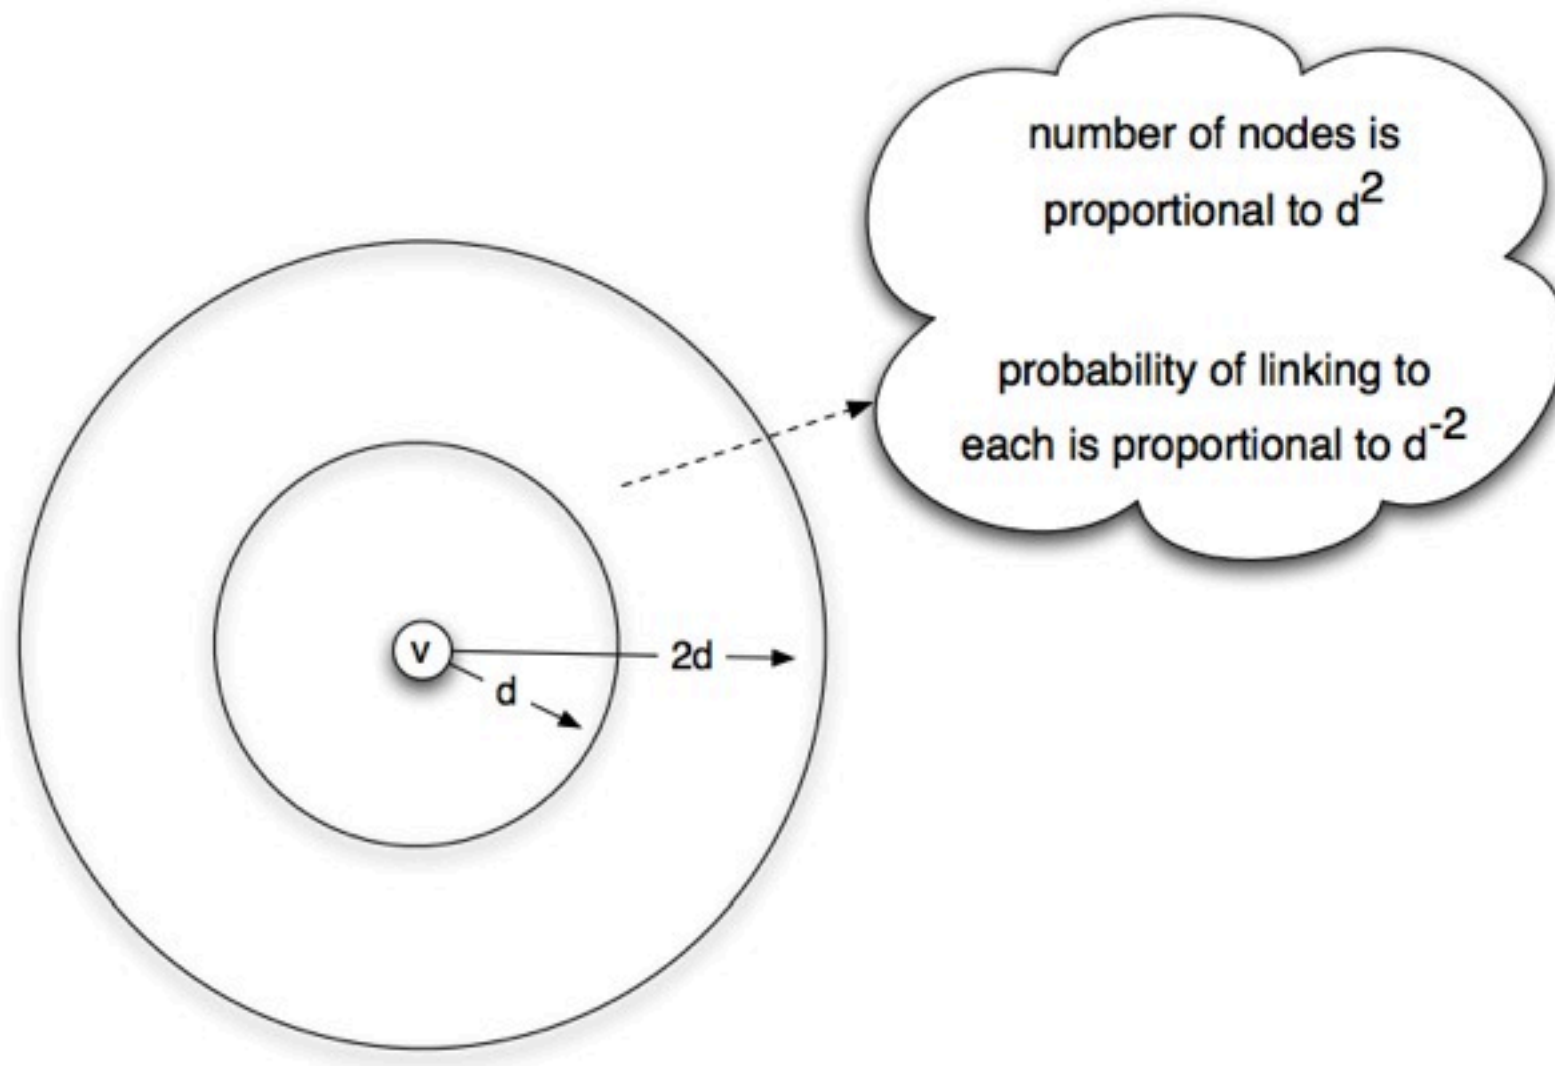 number of nodes is
proportional to d²
probability of linking to
each is proportional to d⁻²
v
2d
d